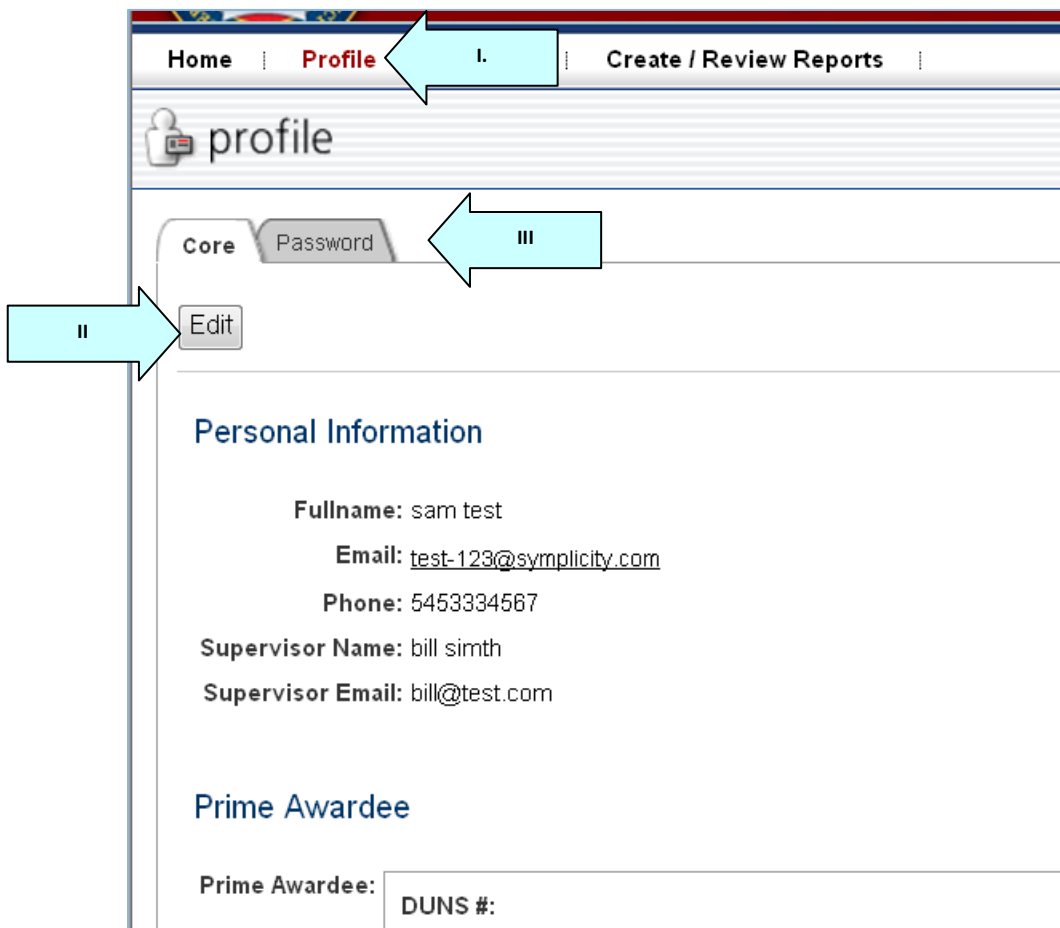 Home Profile I. Create / Review Reports
profile
Core Password III
II Edit
Personal Information
Fullname: sam test
Email: test-123@symplicity.com
Phone: 5453334567
Supervisor Name: bill simth
Supervisor Email: bill@test.com
Prime Awardee
Prime Awardee:
DUNS #: